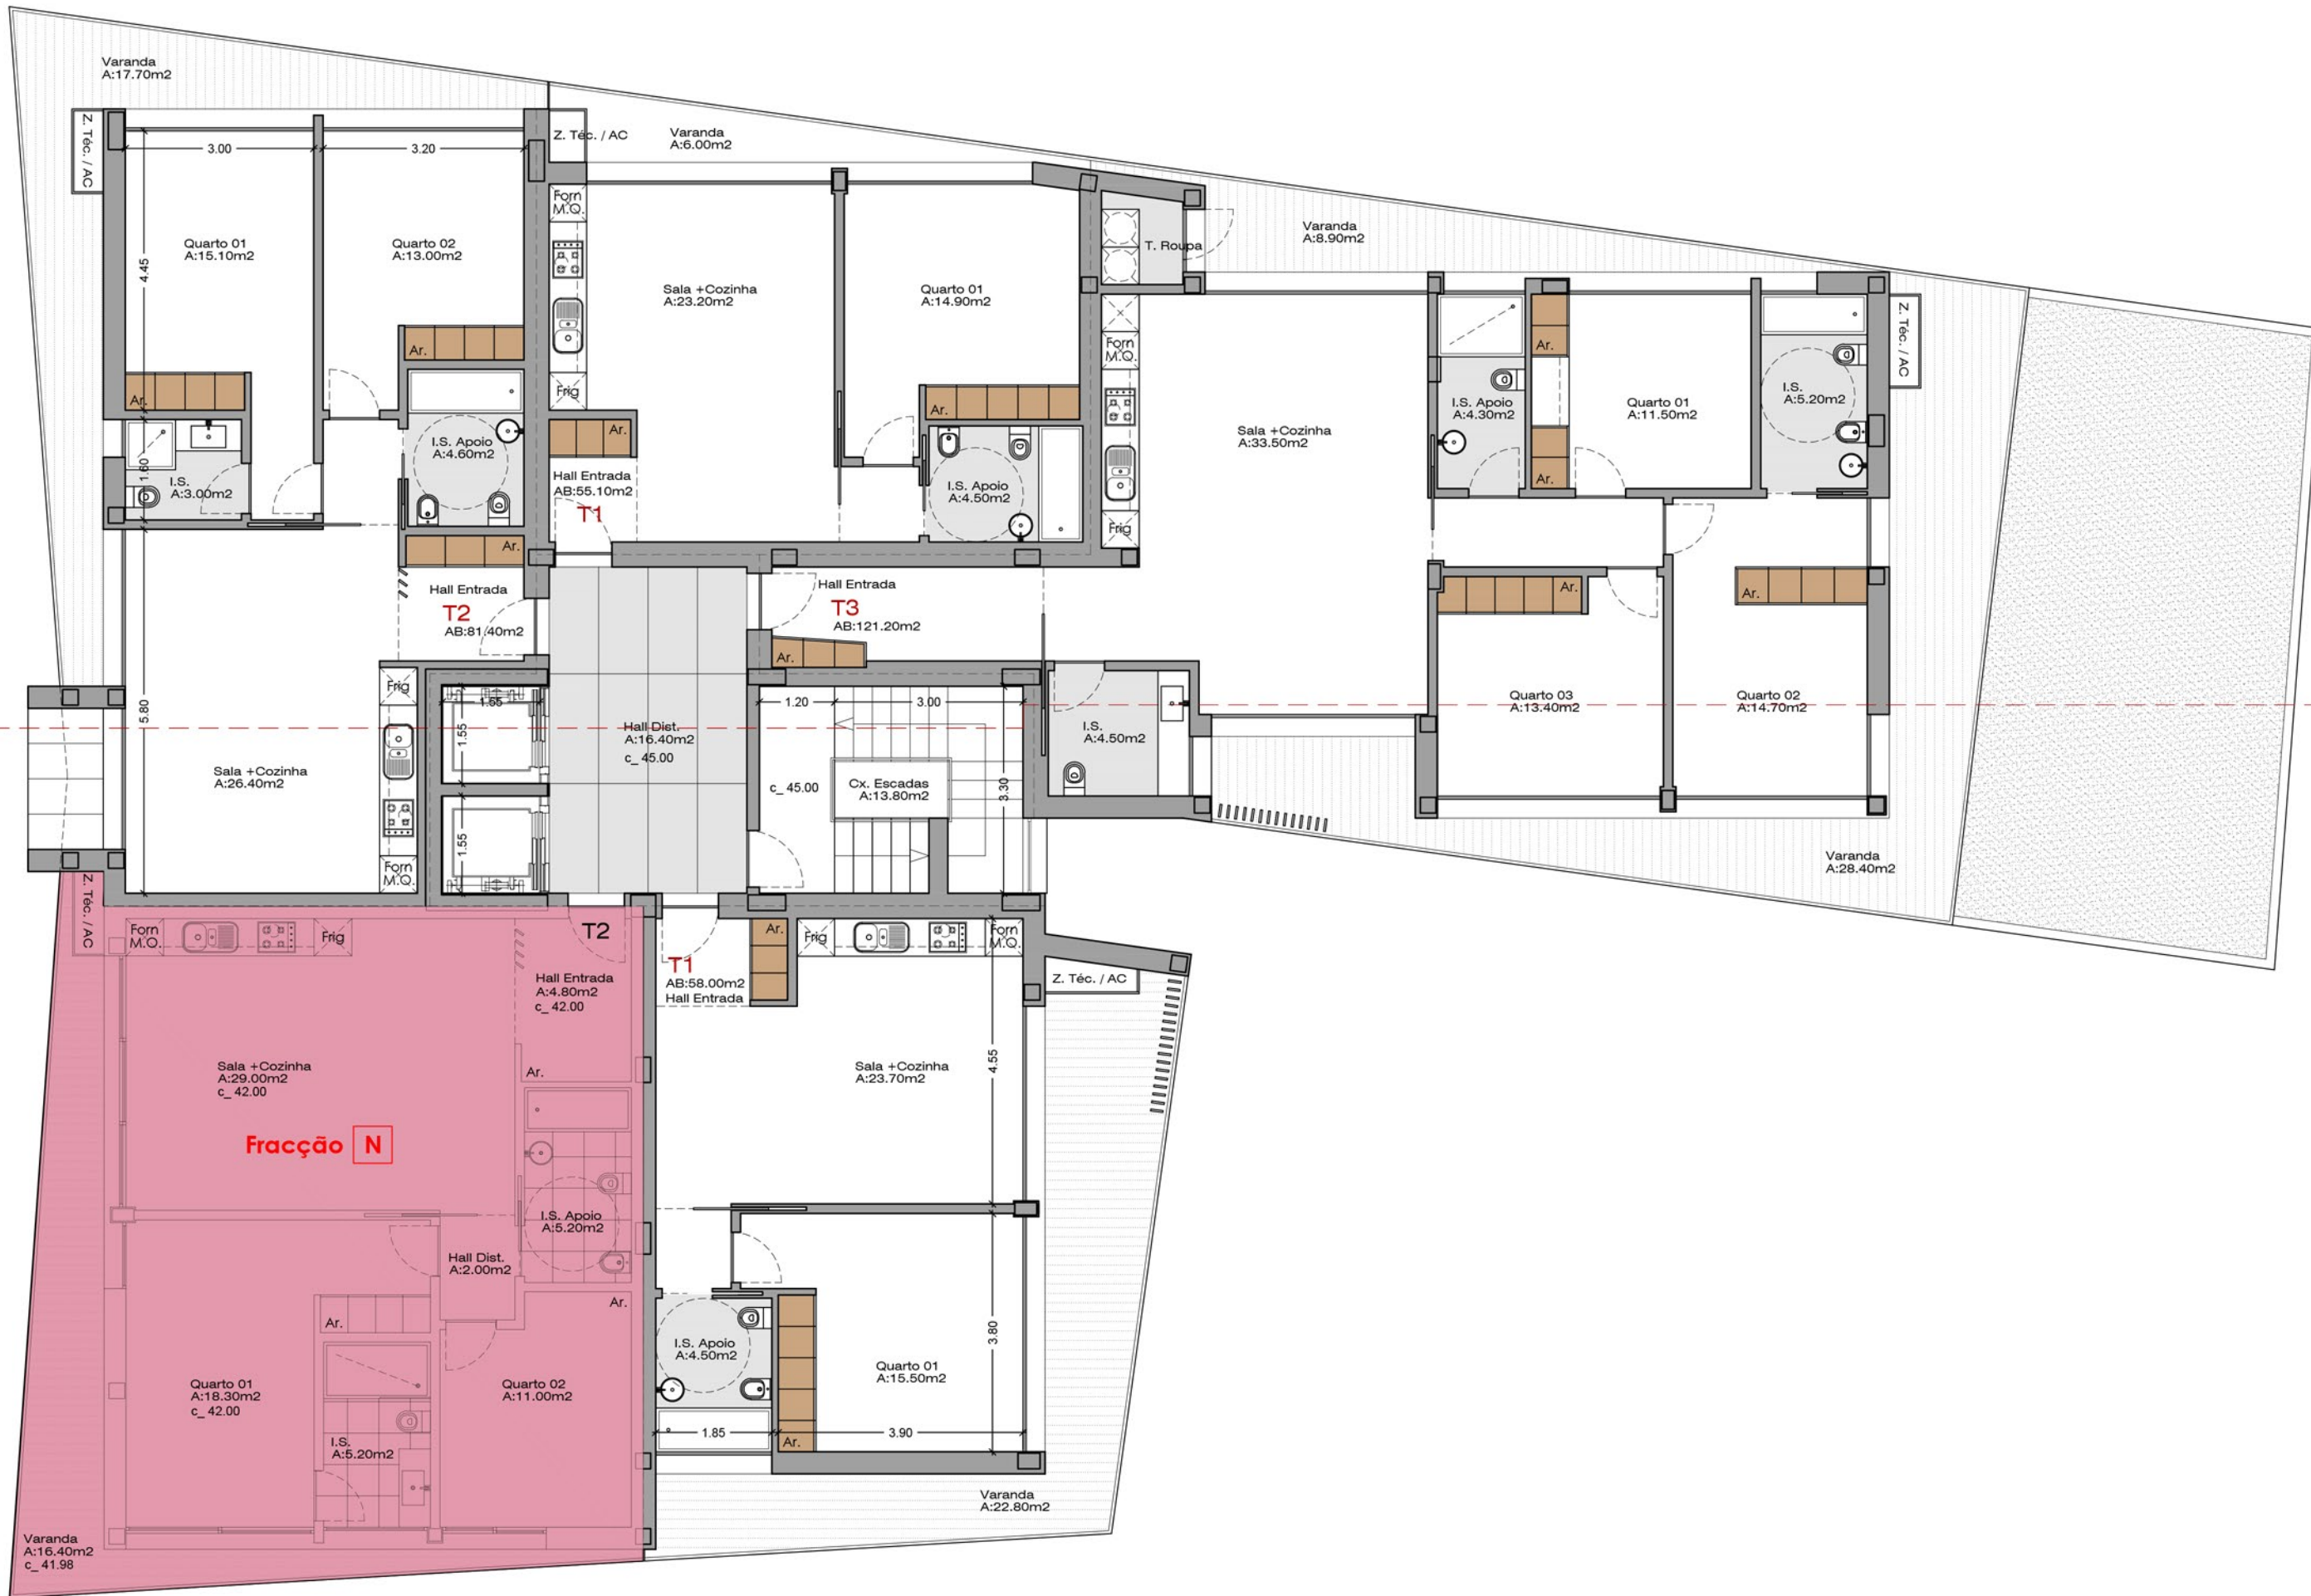 Varanda
A:17.70m2
Z. Téc. / AC
3.00
3.20
4.45
Quarto 01
A:15.10m2
Quarto 02
A:13.00m2
Ar.
Ar.
I.S.
A:3.00m2
1.60
I.S. Apoio
A:4.60m2
Ar.
Hall Entrada
T2
AB:81.40m2
5.80
Sala +Cozinha
A:26.40m2
Frig
Forn
M.Q.
Z. Téc. / AC
Varanda
A:6.00m2
Forn
M.Q.
Frig
Sala +Cozinha
A:23.20m2
Quarto 01
A:14.90m2
Ar.
Ar.
Hall Entrada
AB:55.10m2
T1
I.S. Apoio
A:4.50m2
T. Roupa
Varanda
A:8.90m2
Forn
M.Q.
Frig
Sala +Cozinha
A:33.50m2
I.S. Apoio
A:4.30m2
Ar.
Ar.
Quarto 01
A:11.50m2
I.S.
A:5.20m2
Z. Téc. / AC
Hall Entrada
T3
AB:121.20m2
Ar.
Ar.
Ar.
Quarto 03
A:13.40m2
Quarto 02
A:14.70m2
I.S.
A:4.50m2
Varanda
A:28.40m2
1.55
1.55
1.55
Hall Dist.
A:16.40m2
c_ 45.00
1.20
3.00
3.30
c_ 45.00
Cx. Escadas
A:13.80m2
Z. Téc. / AC
Forn
M.Q.
Frig
T2
Hall Entrada
A:4.80m2
c_ 42.00
Ar.
Sala +Cozinha
A:29.00m2
c_ 42.00
Fracção N
I.S. Apoio
A:5.20m2
Hall Dist.
A:2.00m2
Ar.
Ar.
Quarto 01
A:18.30m2
c_ 42.00
Quarto 02
A:11.00m2
I.S.
A:5.20m2
Varanda
A:16.40m2
c_ 41.98
T1
AB:58.00m2
Hall Entrada
Ar.
Frig
Forn
M.Q.
Z. Téc. / AC
4.55
Sala +Cozinha
A:23.70m2
3.80
I.S. Apoio
A:4.50m2
Quarto 01
A:15.50m2
1.85
3.90
Ar.
Varanda
A:22.80m2